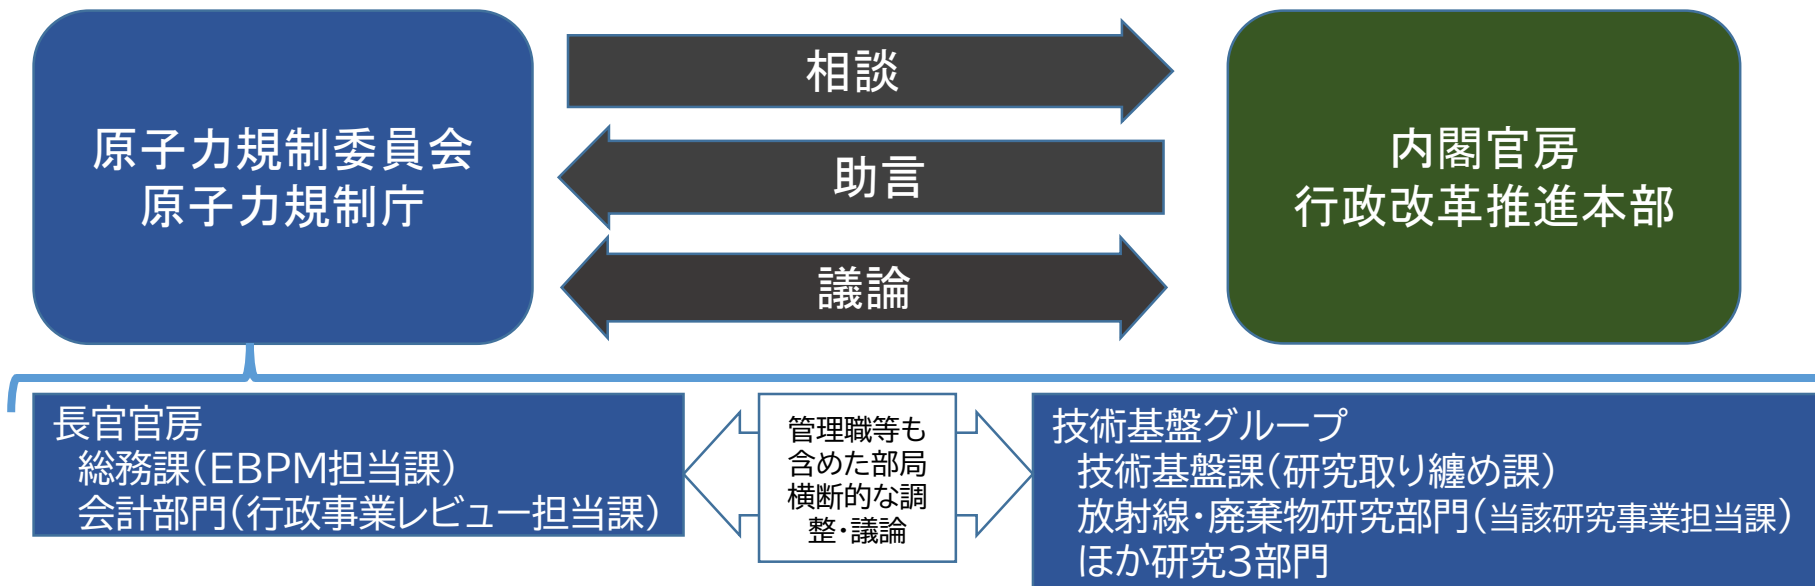 原子力規制委員会
原子力規制庁
相談
助言
議論
内閣官房
行政改革推進本部
長官官房
総務課(EBPM担当課)
会計部門(行政事業レビュー担当課)
管理職等も
含めた部局
横断的な調
整・議論
技術基盤グループ
技術基盤課(研究取り纏め課)
放射線・廃棄物研究部門(当該研究事業担当課)
ほか研究3部門